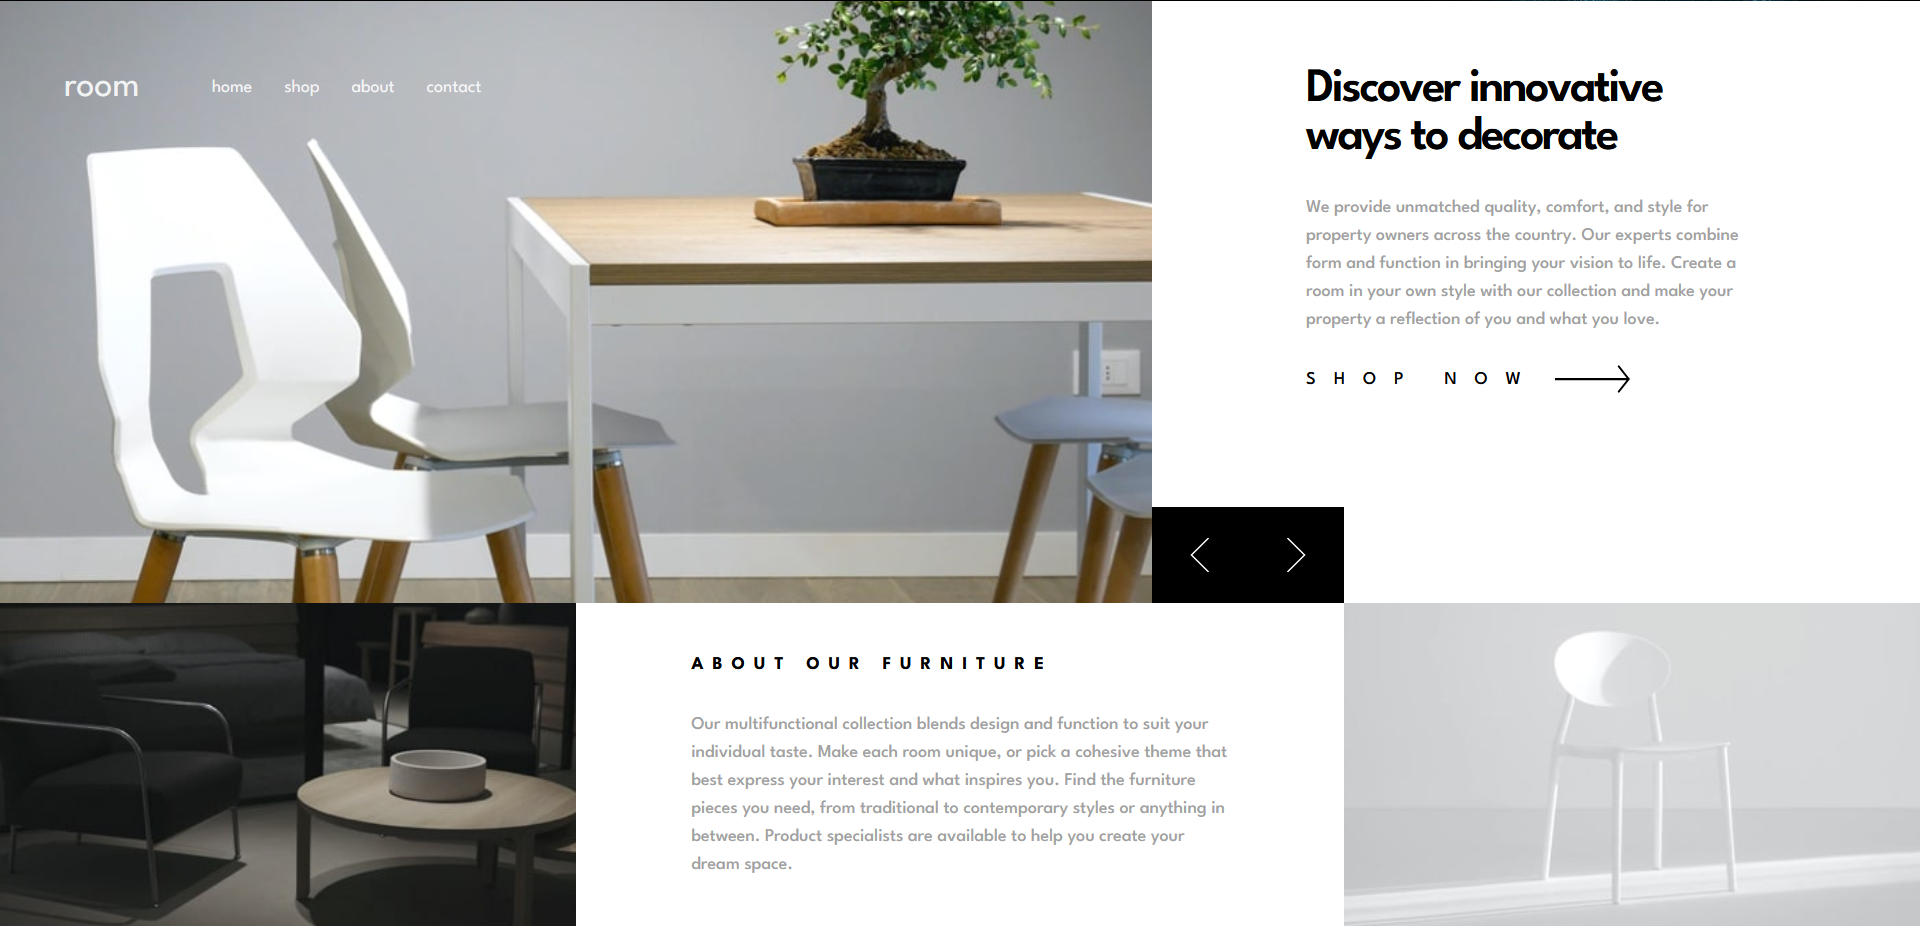 room
home shop about contact
Discover innovative
ways to decorate
We provide unmatched quality, comfort, and style for
property owners across the country. Our experts combine
form and function in bringing your vision to life. Create a
room in your own style with our collection and make your
property a reflection of you and what you love.
SHOP NOW
ABOUT OUR FURNITURE
Our multifunctional collection blends design and function to suit your
individual taste. Make each room unique, or pick a cohesive theme that
best express your interest and what inspires you. Find the furniture
pieces you need, from traditional to contemporary styles or anything in
between. Product specialists are available to help you create your
dream space.